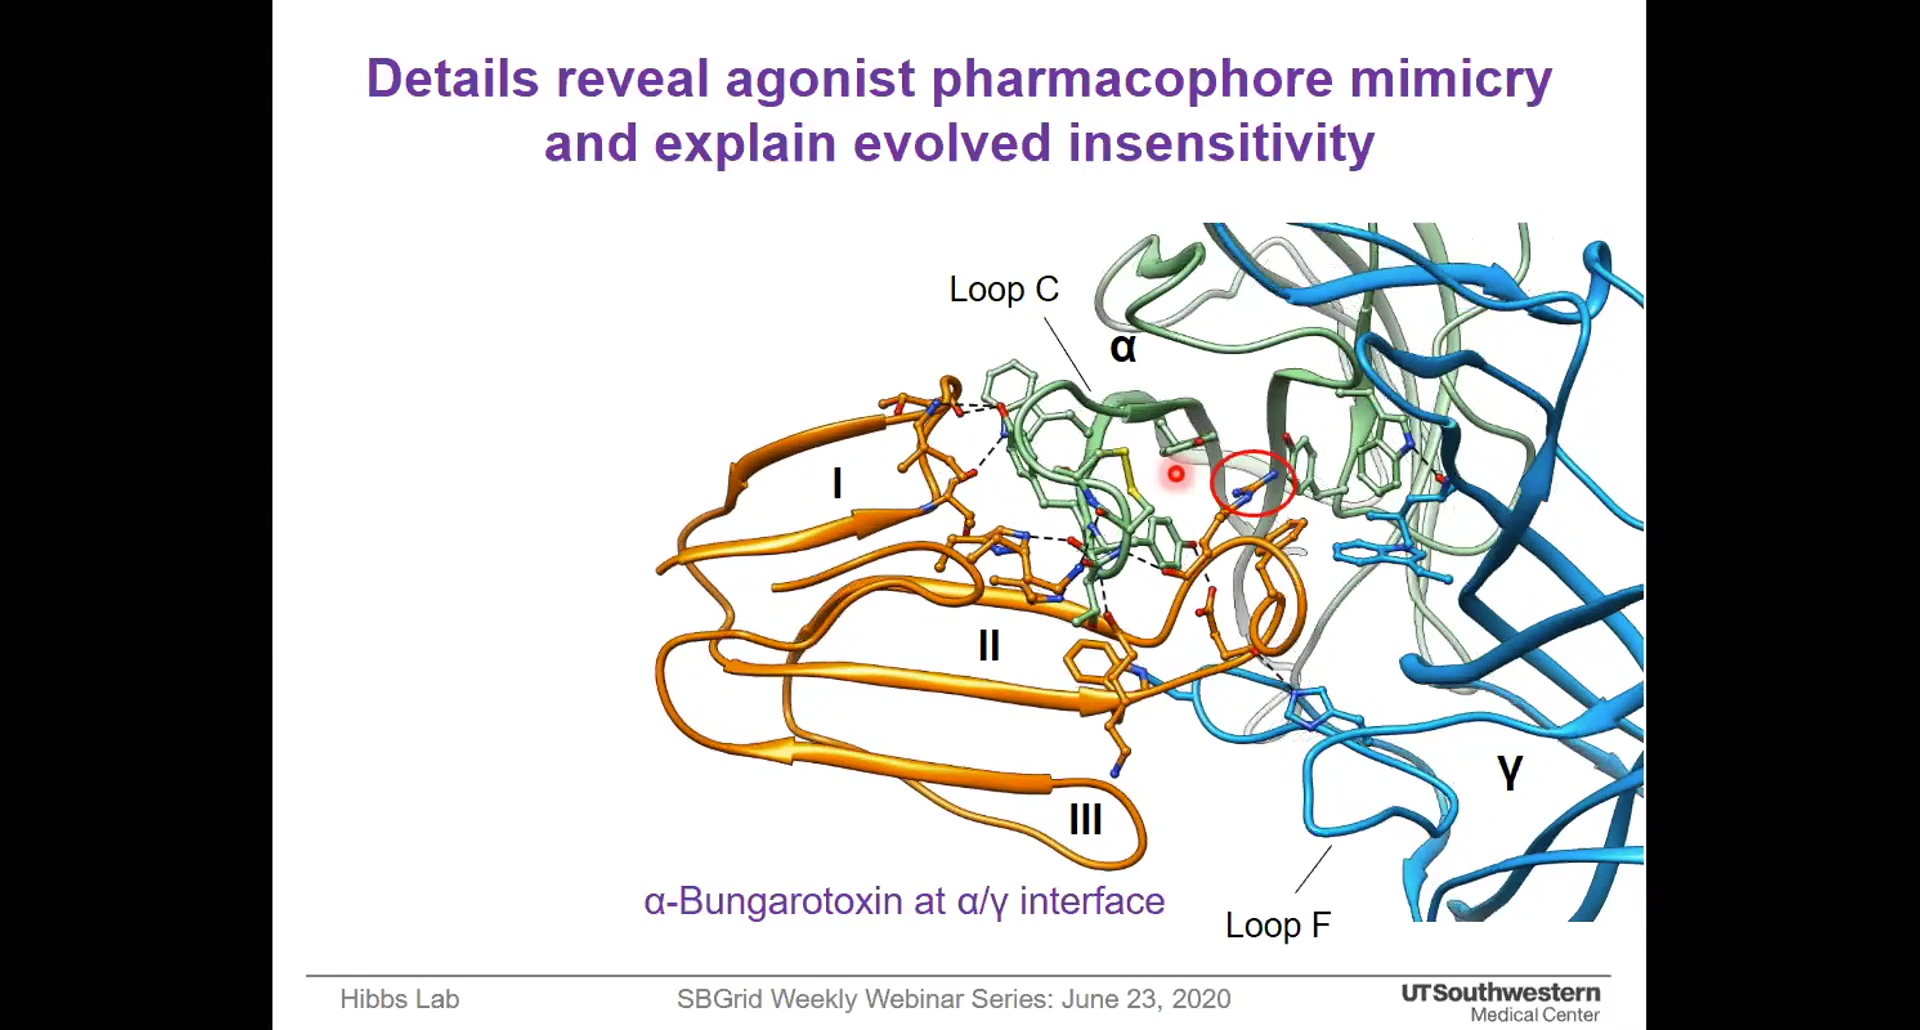 Details reveal agonist pharmacophore mimicry
and explain evolved insensitivity
Loop C
α
I
II
III
γ
α-Bungarotoxin at α/γ interface
Loop F
Hibbs Lab
SBGrid Weekly Webinar Series: June 23, 2020
UTSouthwestern
Medical Center